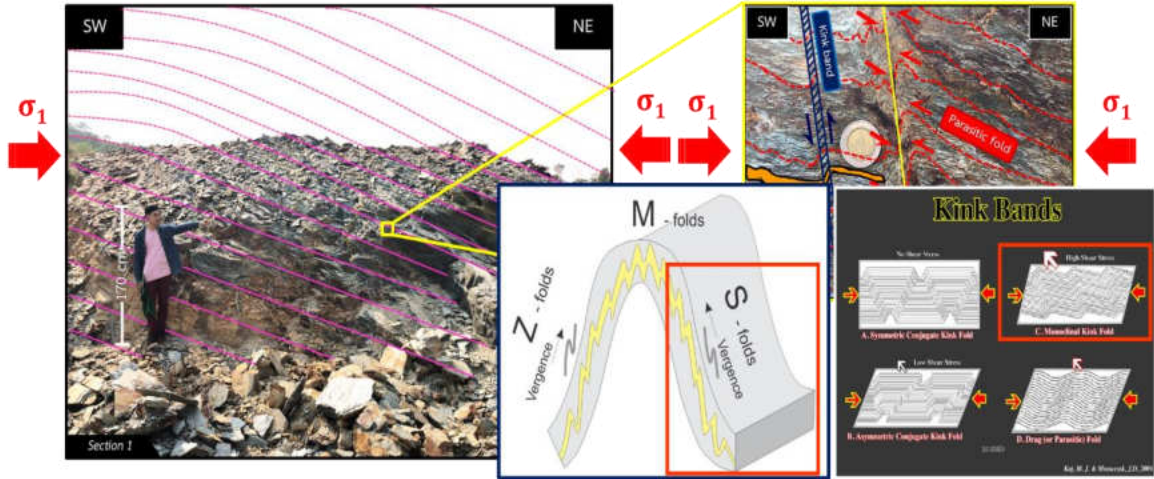 SW
NE
σ1
σ1
170 cm
Section 1
SW
NE
σ1
σ1
Kink band
Parasitic fold
M - folds
Z - folds
Vergence
S - folds
Vergence
Kink Bands
No Shear Stress
High Shear Stress
A. Symmetric Conjugate Kink Fold
C. Monoclinal Kink Fold
Low Shear Stress
B. Asymmetric Conjugate Kink Fold
D. Drag (or Parasitic) Fold